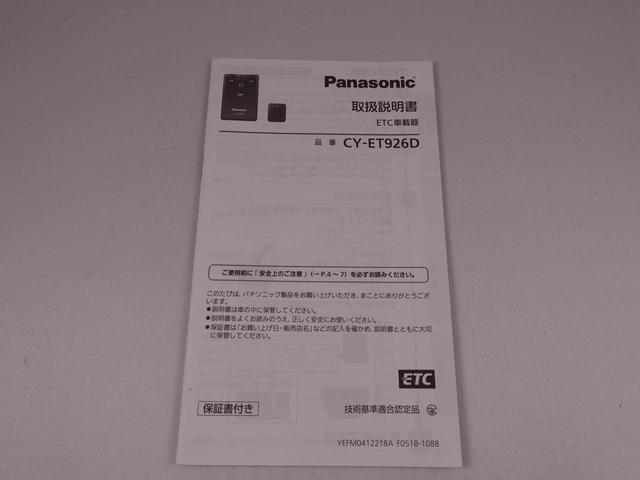 Panasonic
取扱説明書
ETC車載器
品 番 CY-ET926D
ご使用前に「安全上のご注意」(→P.4～7)を必ずお読みください。
このたびは、パナソニック製品をお買い上げいただき、まことにありがとうござ
います。
●説明書は車の中に保管してください。
●説明書をよくお読みのうえ、正しく安全にお使いください。
●保証書は「お買い上げ日・販売店名」などの記入を確かめ、説明書とともに大切
に保管してください。
ETC
保証書付き 技術基準適合認定品
YEFM0412218A F0518-1088